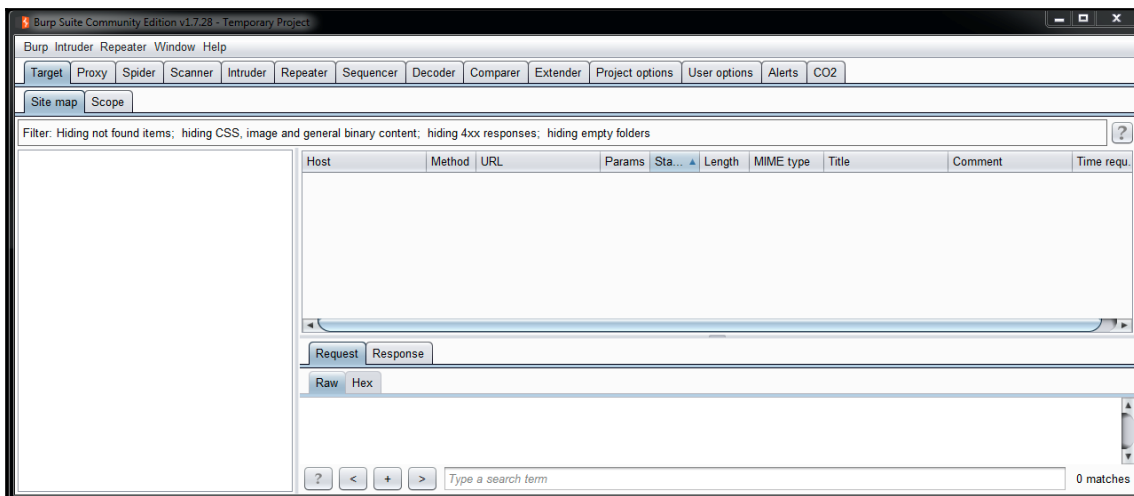 Burp Suite Community Edition v1.7.28 - Temporary Project
Burp Intruder Repeater Window Help
Target Proxy Spider Scanner Intruder Repeater Sequencer Decoder Comparer Extender Project options User options Alerts CO2
Site map Scope
Filter: Hiding not found items; hiding CSS, image and general binary content; hiding 4xx responses; hiding empty folders ?
Host Method URL Params Sta... Length MIME type Title Comment Time requ.
Request Response
Raw Hex
? < + > Type a search term 0 matches